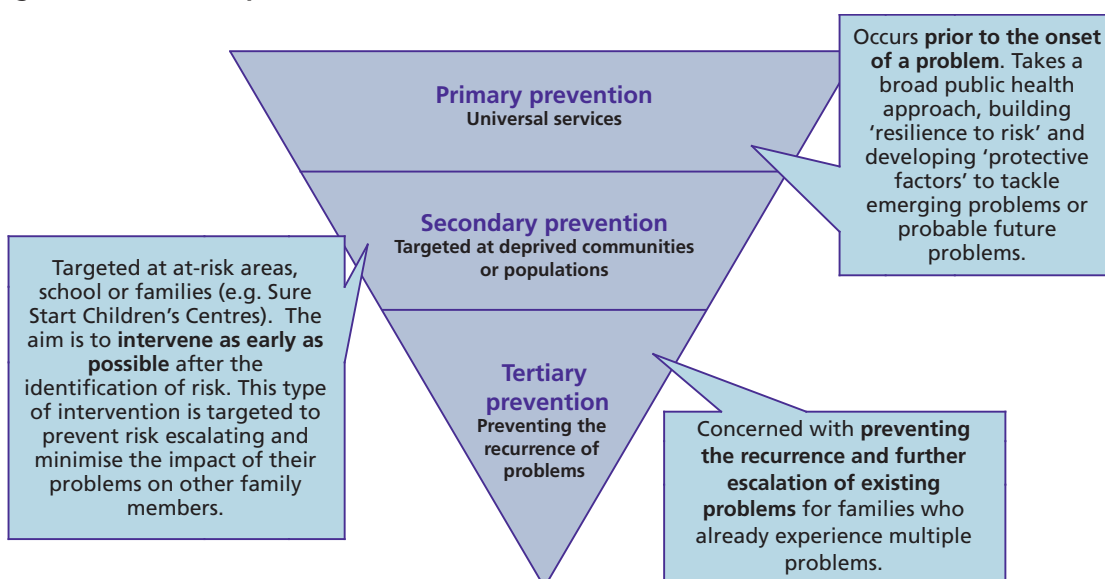 Primary prevention
Universal services
Occurs prior to the onset
of a problem. Takes a
broad public health
approach, building
‘resilience to risk’ and
developing ‘protective
factors’ to tackle
emerging problems or
probable future
problems.
Secondary prevention
Targeted at deprived communities
or populations
Targeted at at-risk areas,
school or families (e.g. Sure
Start Children’s Centres).  The
aim is to intervene as early as
possible after the
identification of risk. This type
of intervention is targeted to
prevent risk escalating and
minimise the impact of their
problems on other family
members.
Tertiary
prevention
Preventing the
recurrence of
problems
Concerned with preventing
the recurrence and further
escalation of existing
problems for families who
already experience multiple
problems.